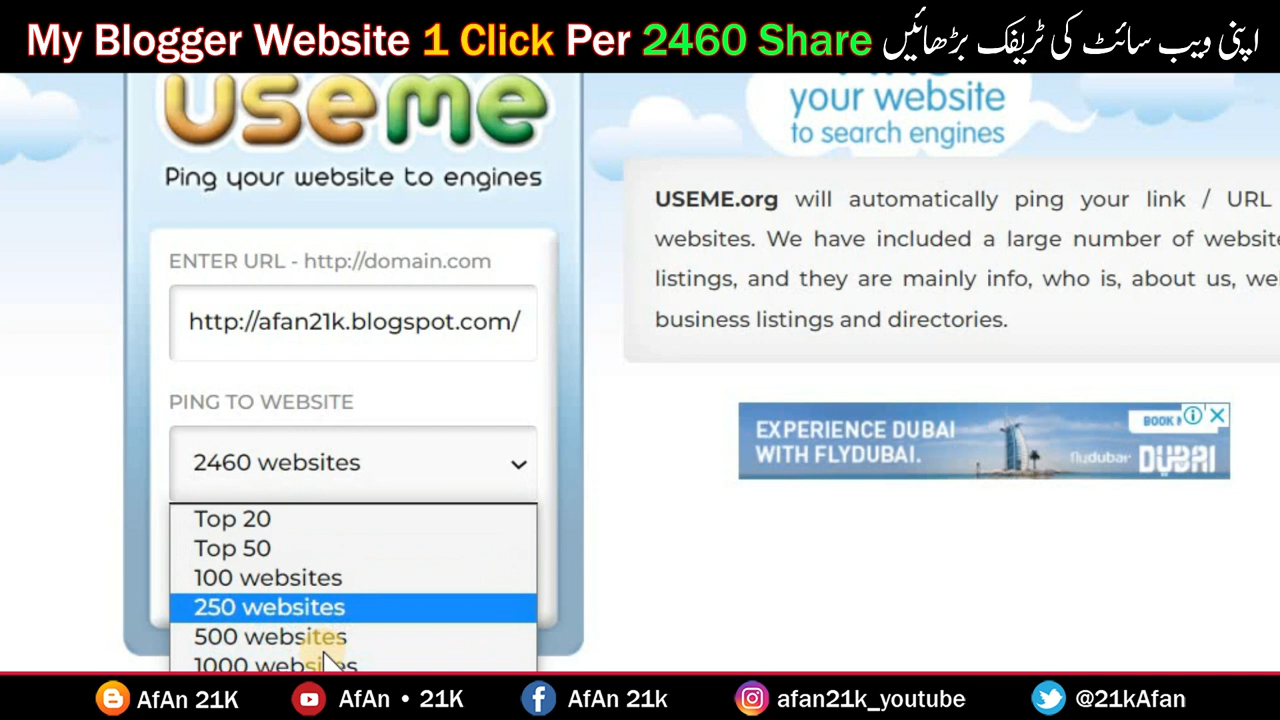 My Blogger Website 1 Click Per 2460 Share اپنی ویب سائٹ کی ٹریفک بڑھائیں
useme
Ping your website to engines
ENTER URL - http://domain.com
http://afan21k.blogspot.com/
PING TO WEBSITE
2460 websites
Top 20
Top 50
100 websites
250 websites
500 websites
1000 websites
your website
to search engines
USEME.org will automatically ping your link / URL
websites. We have included a large number of
listings, and they are mainly info, who is, about us,
business listings and directories.
EXPERIENCE DUBAI
WITH FLYDUBAI.
BOOK
flydubai
DUBAI
AfAn 21K
AfAn • 21K
AfAn 21k
afan21k_youtube
@21kAfan